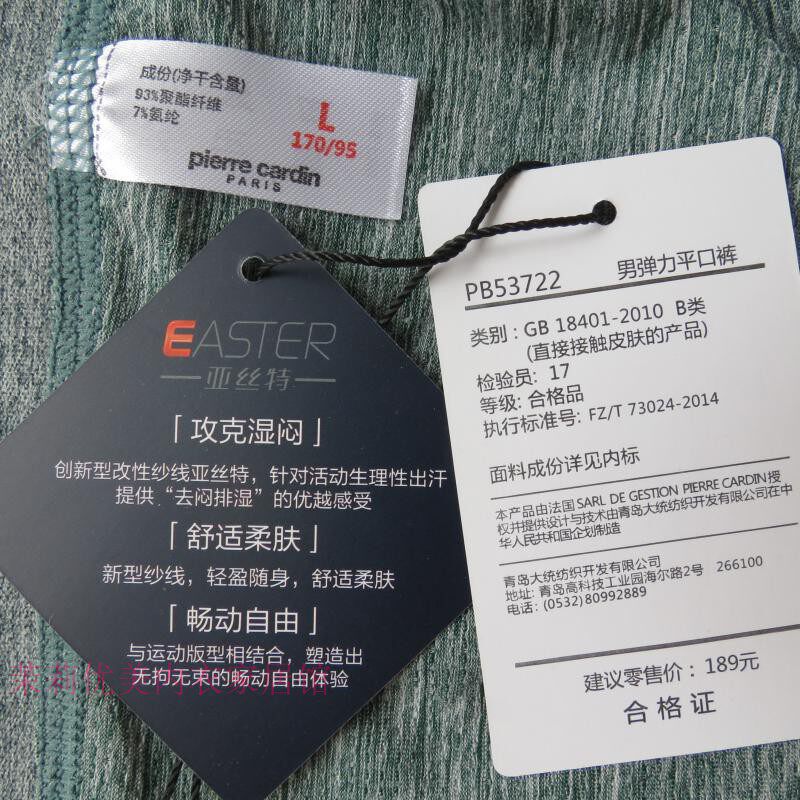 成份(净干含量)
93%聚酯纤维
7%氨纶
L
170/95
pierre cardin
PARIS
EASTER
亚丝特
「攻克湿闷」
创新型改性纱线亚丝特，针对活动生理性出汗
提供“去闷排湿”的优越感受
「舒适柔肤」
新型纱线，轻盈随身，舒适柔肤
「畅动自由」
与运动版型相结合，塑造出
无拘无束的畅动自由体验
PB53722 男弹力平口裤
类别：GB 18401-2010 B类
(直接接触皮肤的产品)
检验员: 17
等级: 合格品
执行标准号: FZ/T 73024-2014
面料成份详见内标
本产品由法国SARL DE GESTION PIERRE CARDIN授
权并提供设计与技术由青岛大统纺织开发有限公司在中
华人民共和国企划制造
青岛大统纺织开发有限公司
地址: 青岛高科技工业园海尔路2号 266100
电话: (0532)80992889
建议零售价：189元
合格证